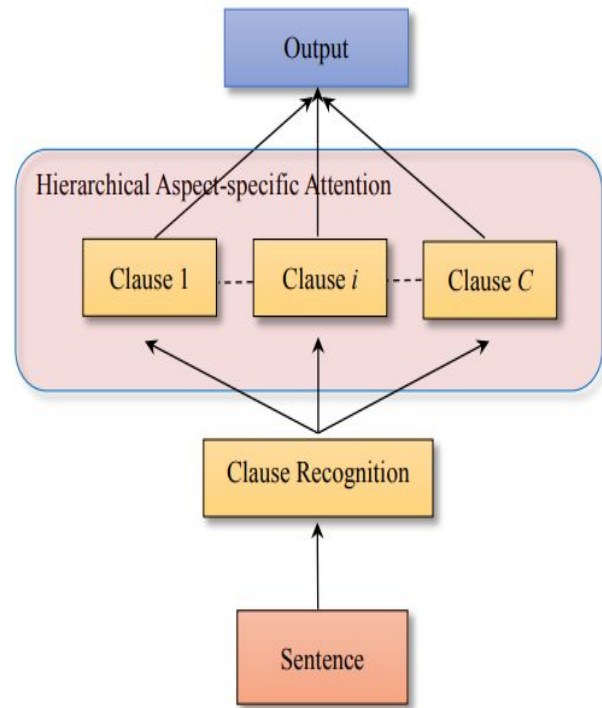 Output
Hierarchical Aspect-specific Attention
Clause 1
Clause i
Clause C
Clause Recognition
Sentence